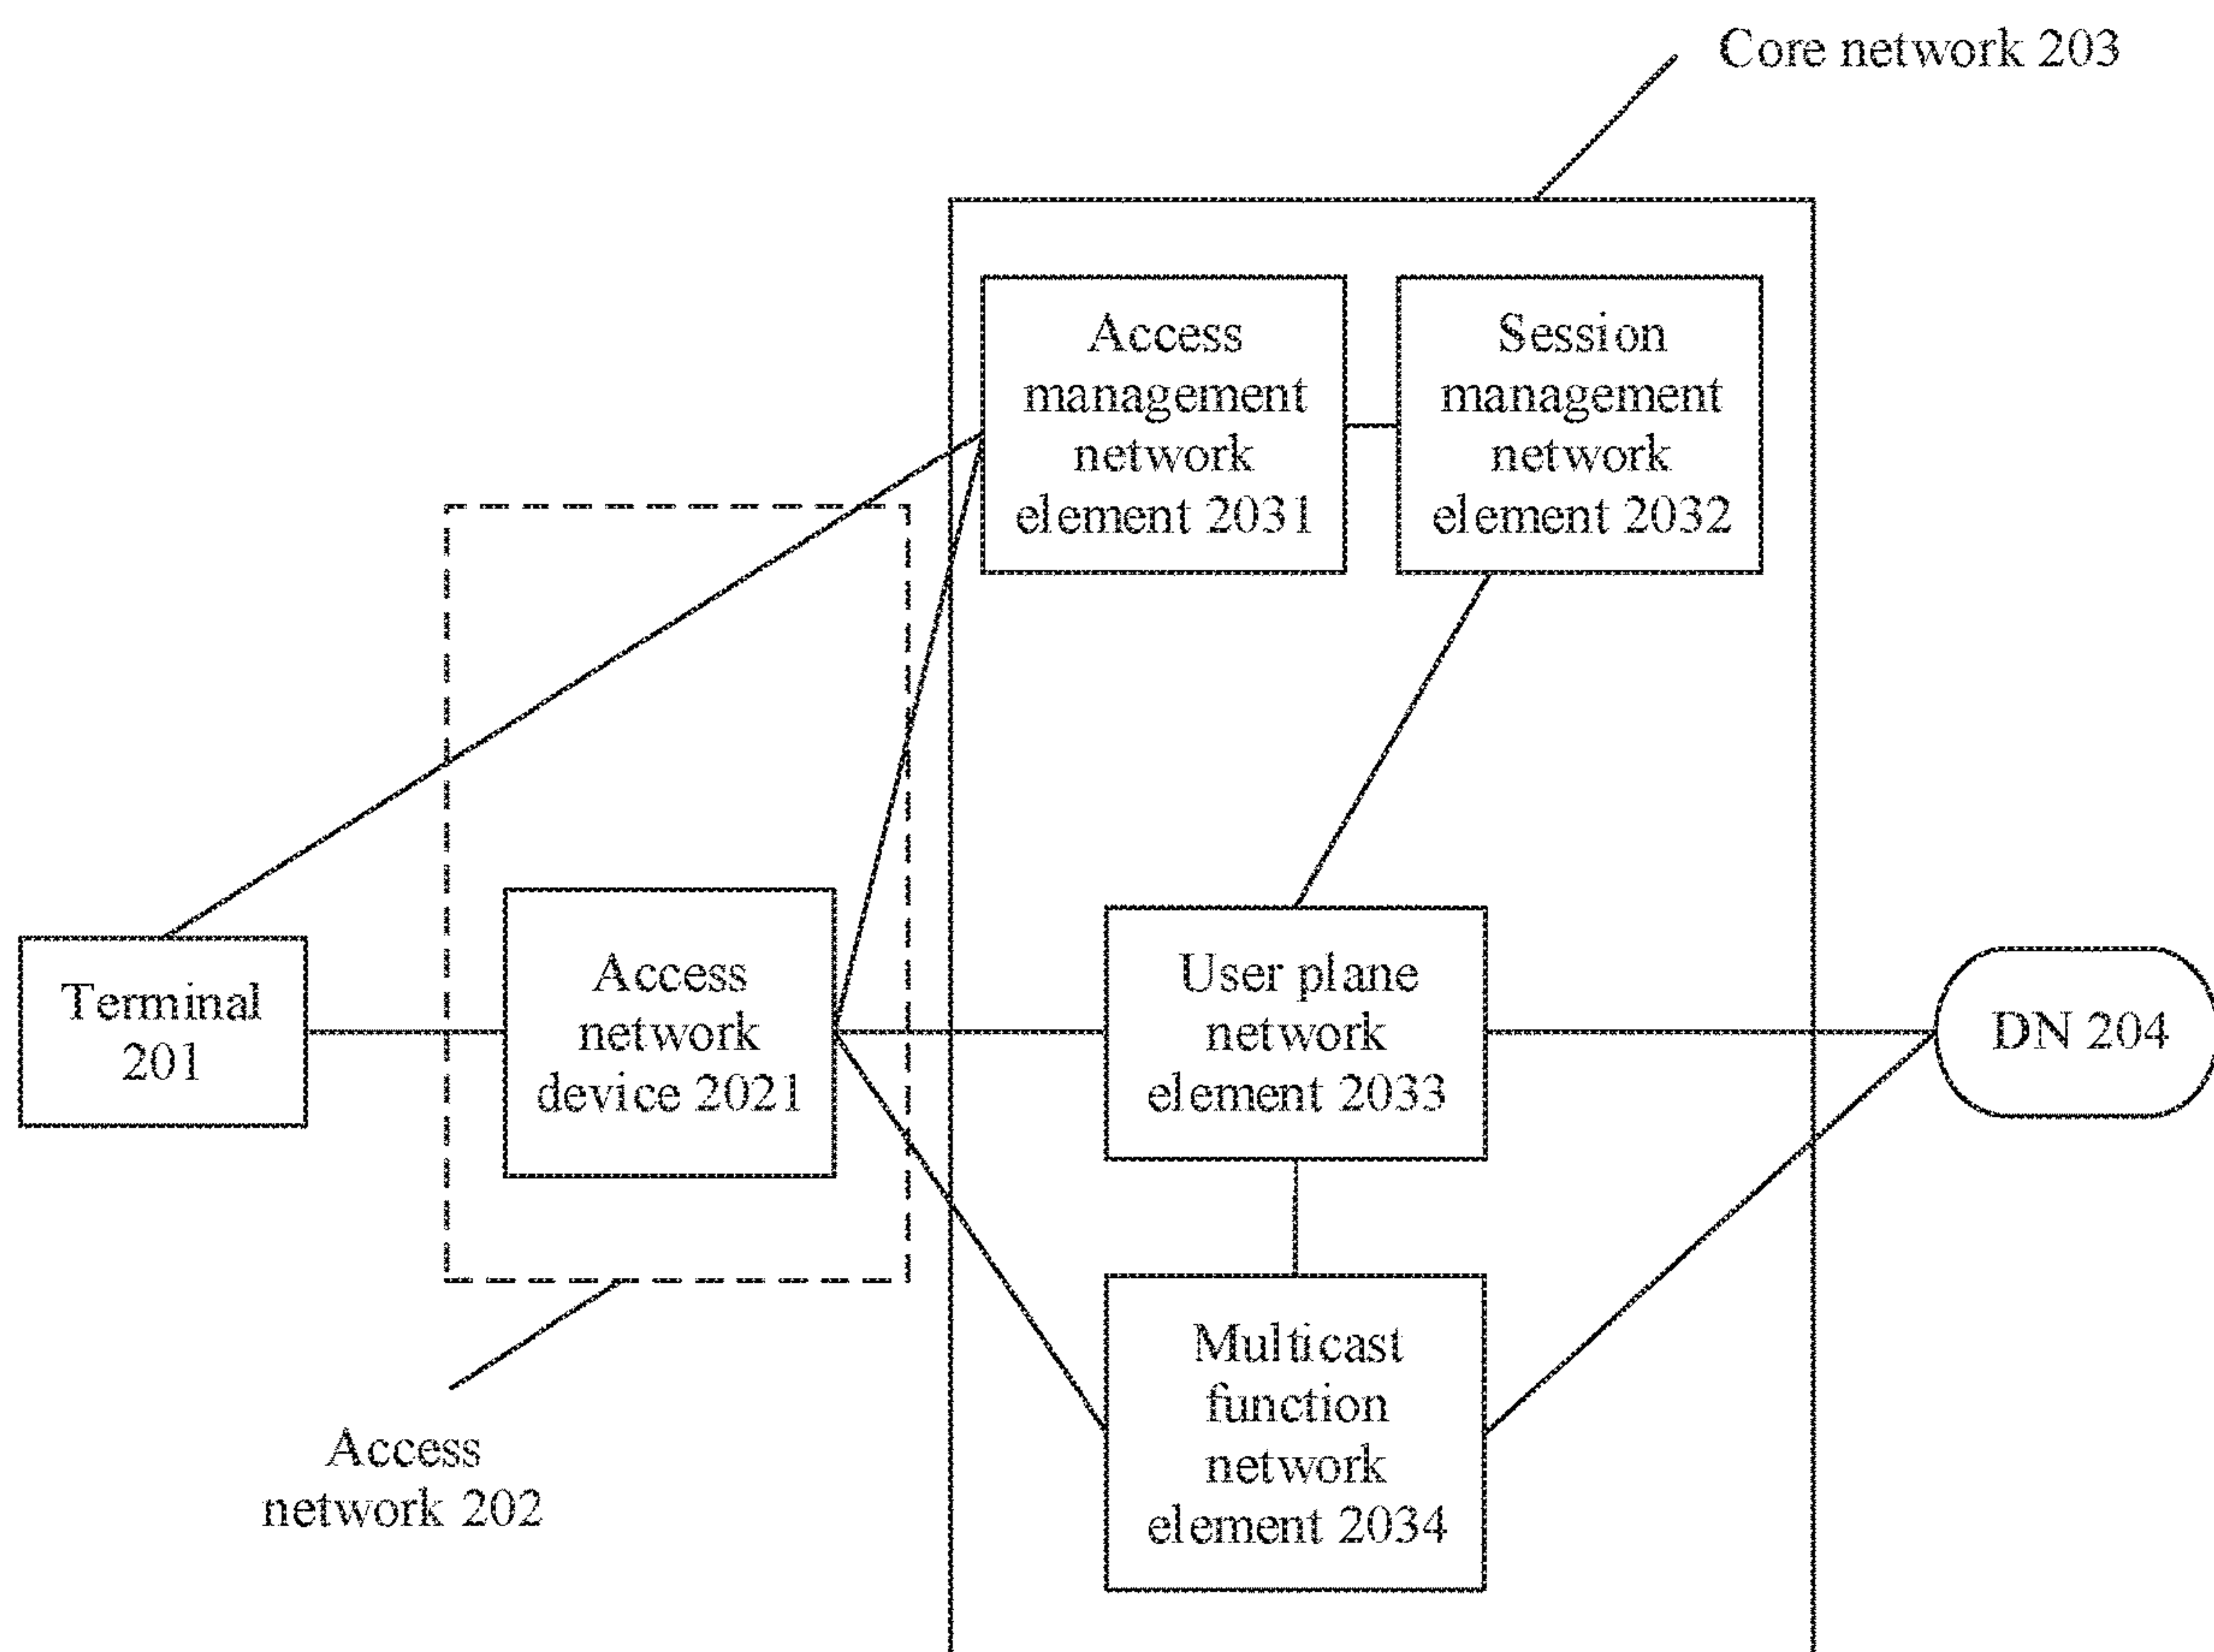 Core network 203
Access
management
network
element 2031
Session
management
network
element 2032
Terminal
201
Access
network
device 2021
User plane
network
element 2033
DN 204
Multicast
function
network
element 2034
Access
network 202